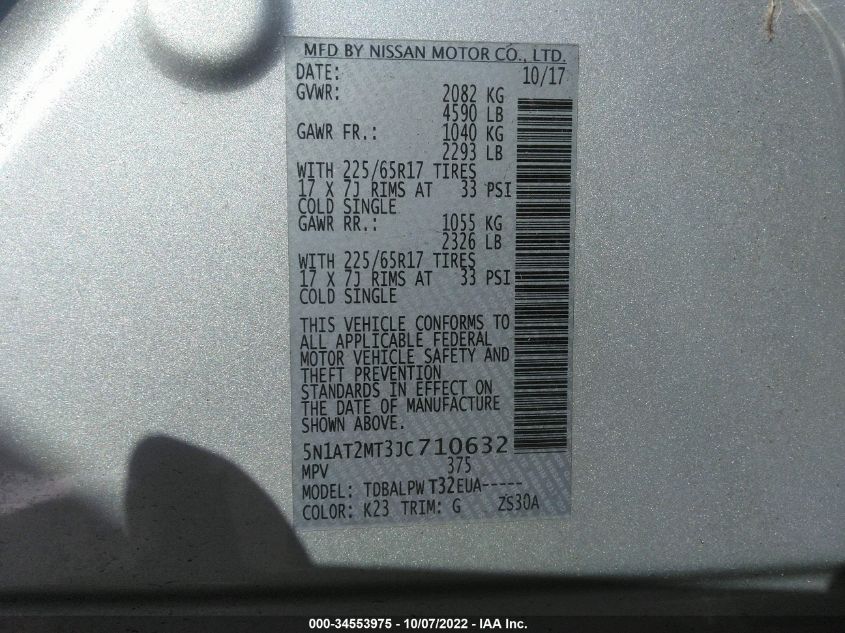 MFD BY NISSAN MOTOR CO., LTD.
DATE: 10/17
GVWR: 2082 KG
4590 LB
GAWR FR.: 1040 KG
2293 LB
WITH 225/65R17 TIRES
17 X 7J RIMS AT 33 PSI
COLD SINGLE
GAWR RR.: 1055 KG
2326 LB
WITH 225/65R17 TIRES
17 X 7J RIMS AT 33 PSI
COLD SINGLE
THIS VEHICLE CONFORMS TO
ALL APPLICABLE FEDERAL
MOTOR VEHICLE SAFETY AND
THEFT PREVENTION
STANDARDS IN EFFECT ON
THE DATE OF MANUFACTURE
SHOWN ABOVE.
5N1AT2MT3JC710632
MPV 375
MODEL: TDBALPW T32EUA-----
COLOR: K23 TRIM: G ZS30A
000-34553975 - 10/07/2022 - IAA Inc.